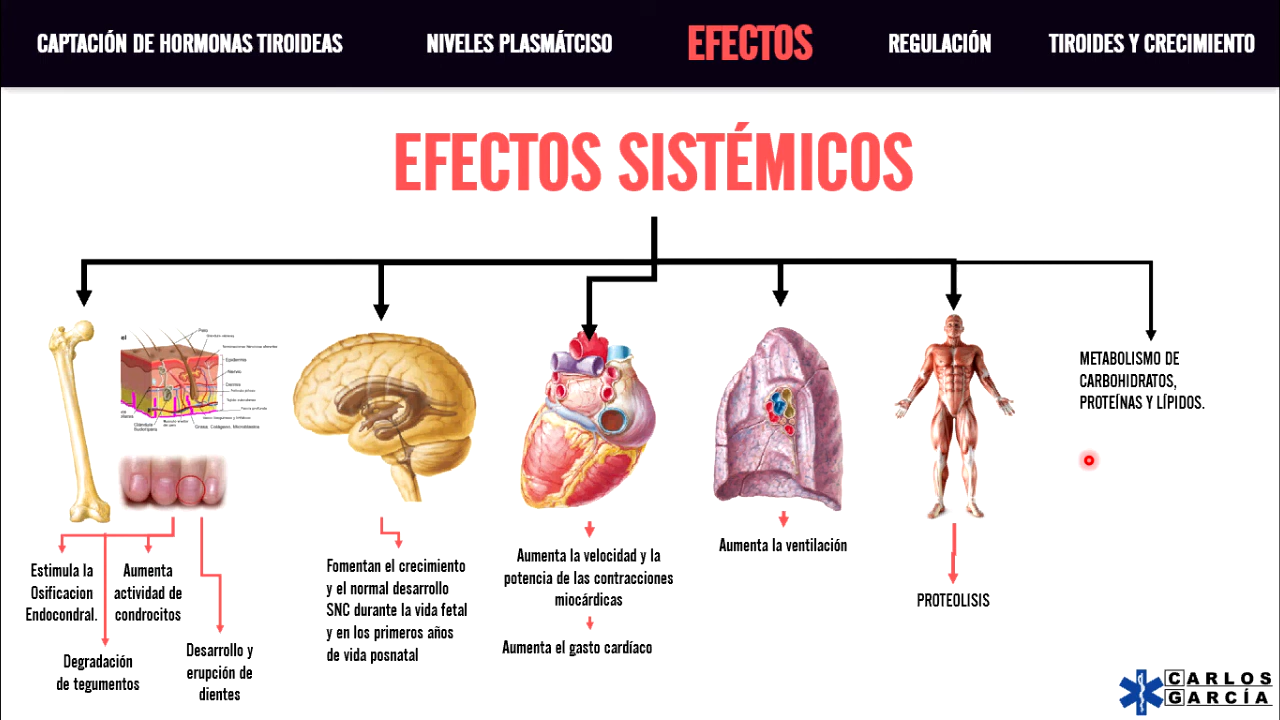 CAPTACIÓN DE HORMONAS TIROIDEAS
NIVELES PLASMÁTCISO
EFECTOS
REGULACIÓN
TIROIDES Y CRECIMIENTO
EFECTOS SISTÉMICOS
el
Epidermis
METABOLISMO DE
CARBOHIDRATOS,
PROTEÍNAS Y LÍPIDOS.
Estimula la
Osificacion
Endocondral.
Aumenta
actividad de
condrocitos
Degradación
de tegumentos
Desarrollo y
erupción de
dientes
Fomentan el crecimiento
y el normal desarrollo
SNC durante la vida fetal
y en los primeros años
de vida posnatal
Aumenta la velocidad y la
potencia de las contracciones
miocárdicas
Aumenta el gasto cardíaco
Aumenta la ventilación
PROTEOLISIS
CARLOS
GARCÍA